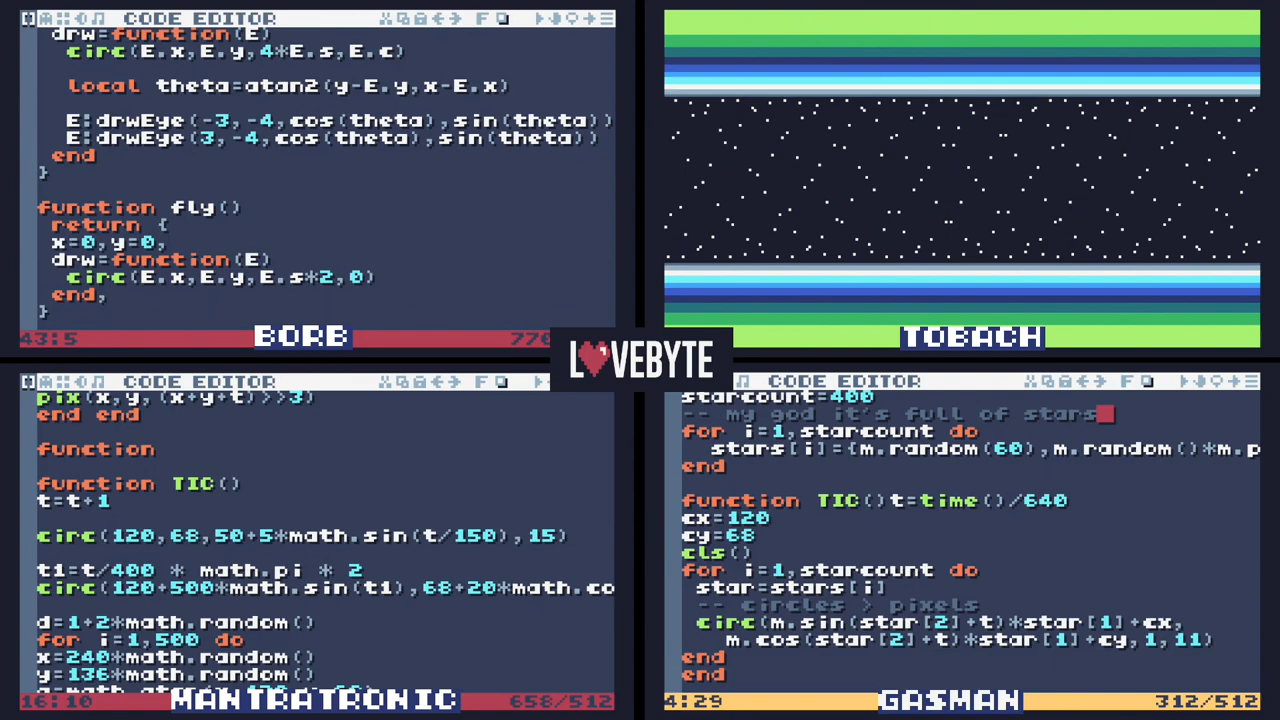 CODE EDITOR
F
drw=function(E)
circ(E.x,E.y,4*E.s,E.c)
local theta=atan2(y-E.y,x-E.x)
E:drwEye(-3,-4,cos(theta),sin(theta))
E:drwEye(3,-4,cos(theta),sin(theta))
end
}
function fly()
return {
x=0,y=0,
drw=function(E)
circ(E.x,E.y,E.s*2,0)
end,
}
43:5
BORB
TOBACH
LOVEBYTE
CODE EDITOR
F
pix(x,y,(x+y+t)>>3)
end end
function
function TIC()
t=t+1
circ(120,68,50+5*math.sin(t/150),15)
t1=t/400 * math.pi * 2
circ(120+500*math.sin(t1),68+20*math.co
d=1+2*math.random()
for i=1,500 do
x=240*math.random()
y=136*math.random()
16:10
MANTRATRONIC
658/512
CODE EDITOR
F
starcount=400
-- my god it's full of stars
for i=1,starcount do
stars[i]={m.random(60),m.random()*m.p
end
function TIC()t=time()/640
cx=120
cy=68
cls()
for i=1,starcount do
star=stars[i]
-- circles > pixels
circ(m.sin(star[2]+t)*star[1]+cx,
m.cos(star[2]+t)*star[1]+cy,1,11)
end
end
4:29
GASMAN
312/512